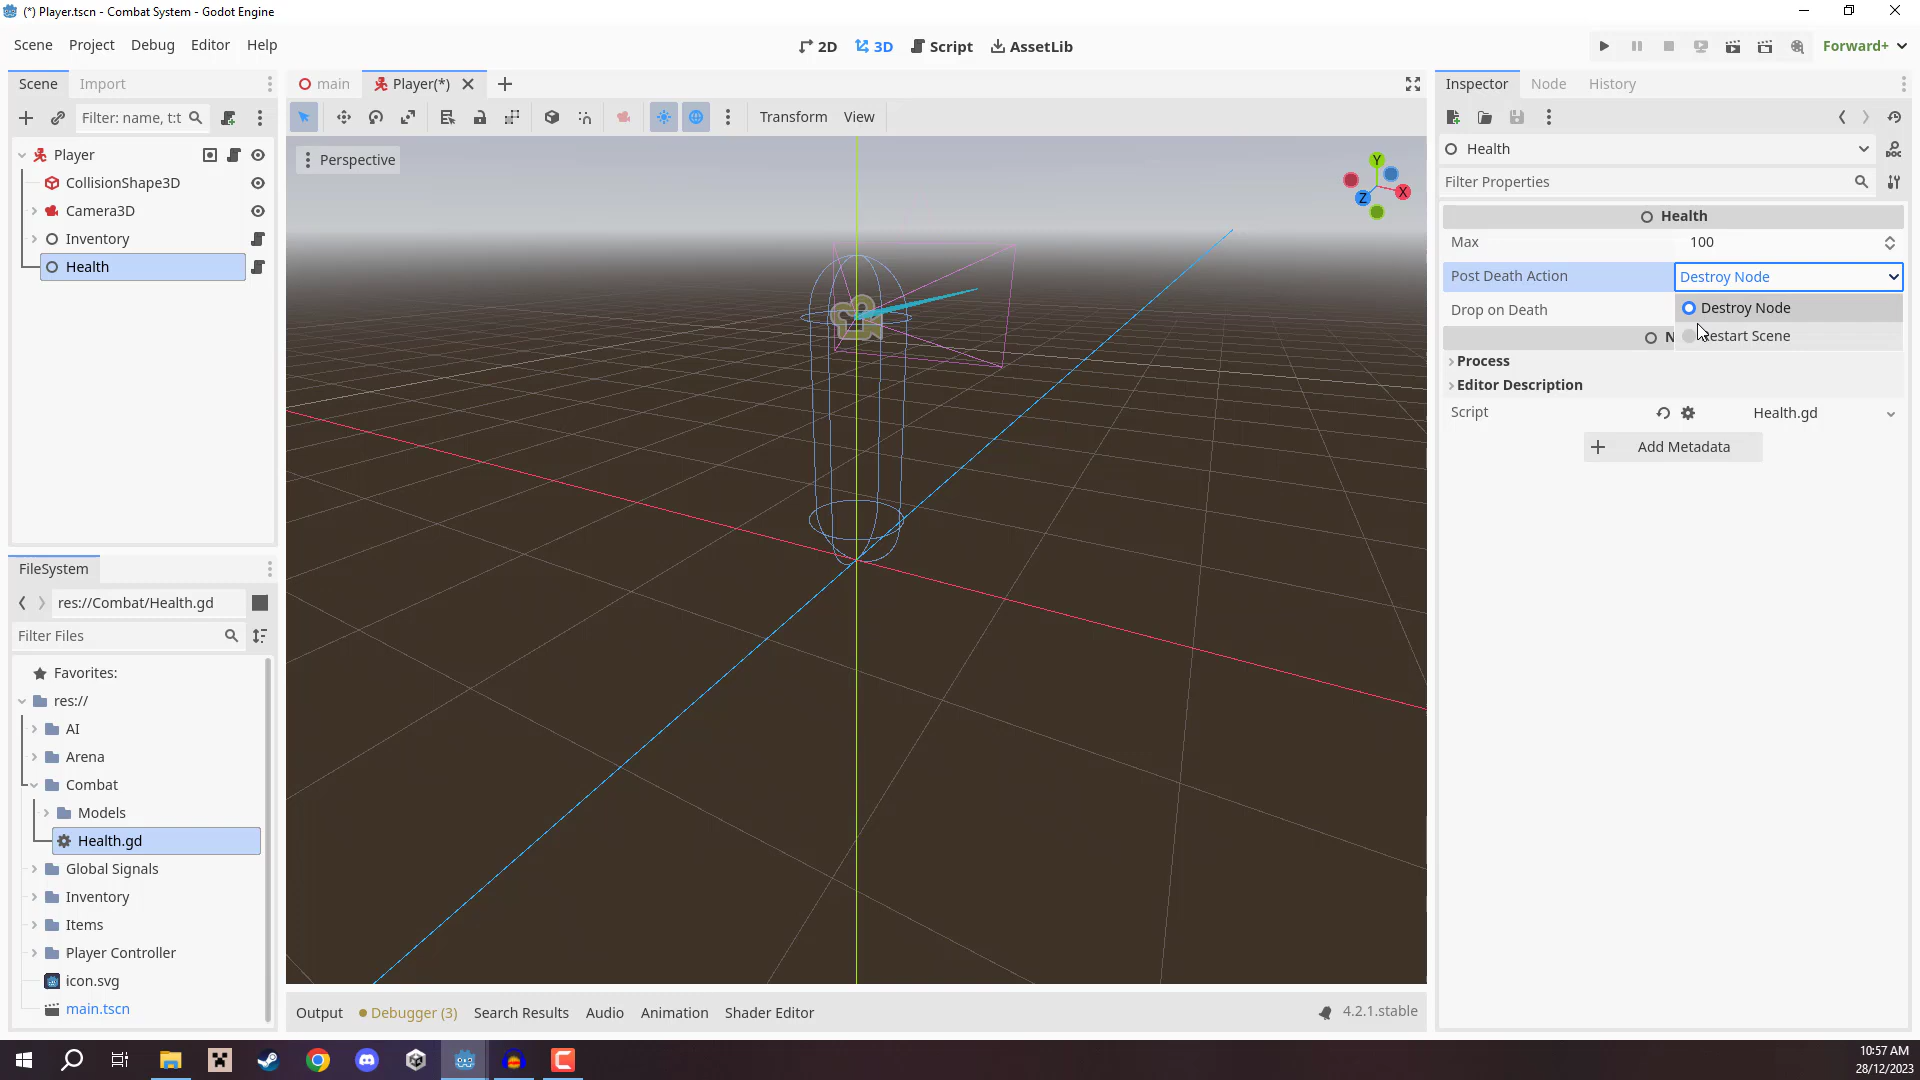 (*) Player.tscn - Combat System - Godot Engine
Scene Project Debug Editor Help
2D 3D Script AssetLib
Forward+
Scene Import
main Player(*)
Inspector Node History
Filter: name, t:t
Transform View
Perspective
Y
X
Z
Player
CollisionShape3D
Camera3D
Inventory
Health
Health
DOC
Filter Properties
Health
Max 100
Post Death Action Destroy Node
Drop on Death
Destroy Node
Restart Scene
N
Process
Editor Description
Script Health.gd
Add Metadata
FileSystem
res://Combat/Health.gd
Filter Files
Favorites:
res://
AI
Arena
Combat
Models
Health.gd
Global Signals
Inventory
Items
Player Controller
icon.svg
main.tscn
Output Debugger (3) Search Results Audio Animation Shader Editor
4.2.1.stable
10:57 AM
28/12/2023